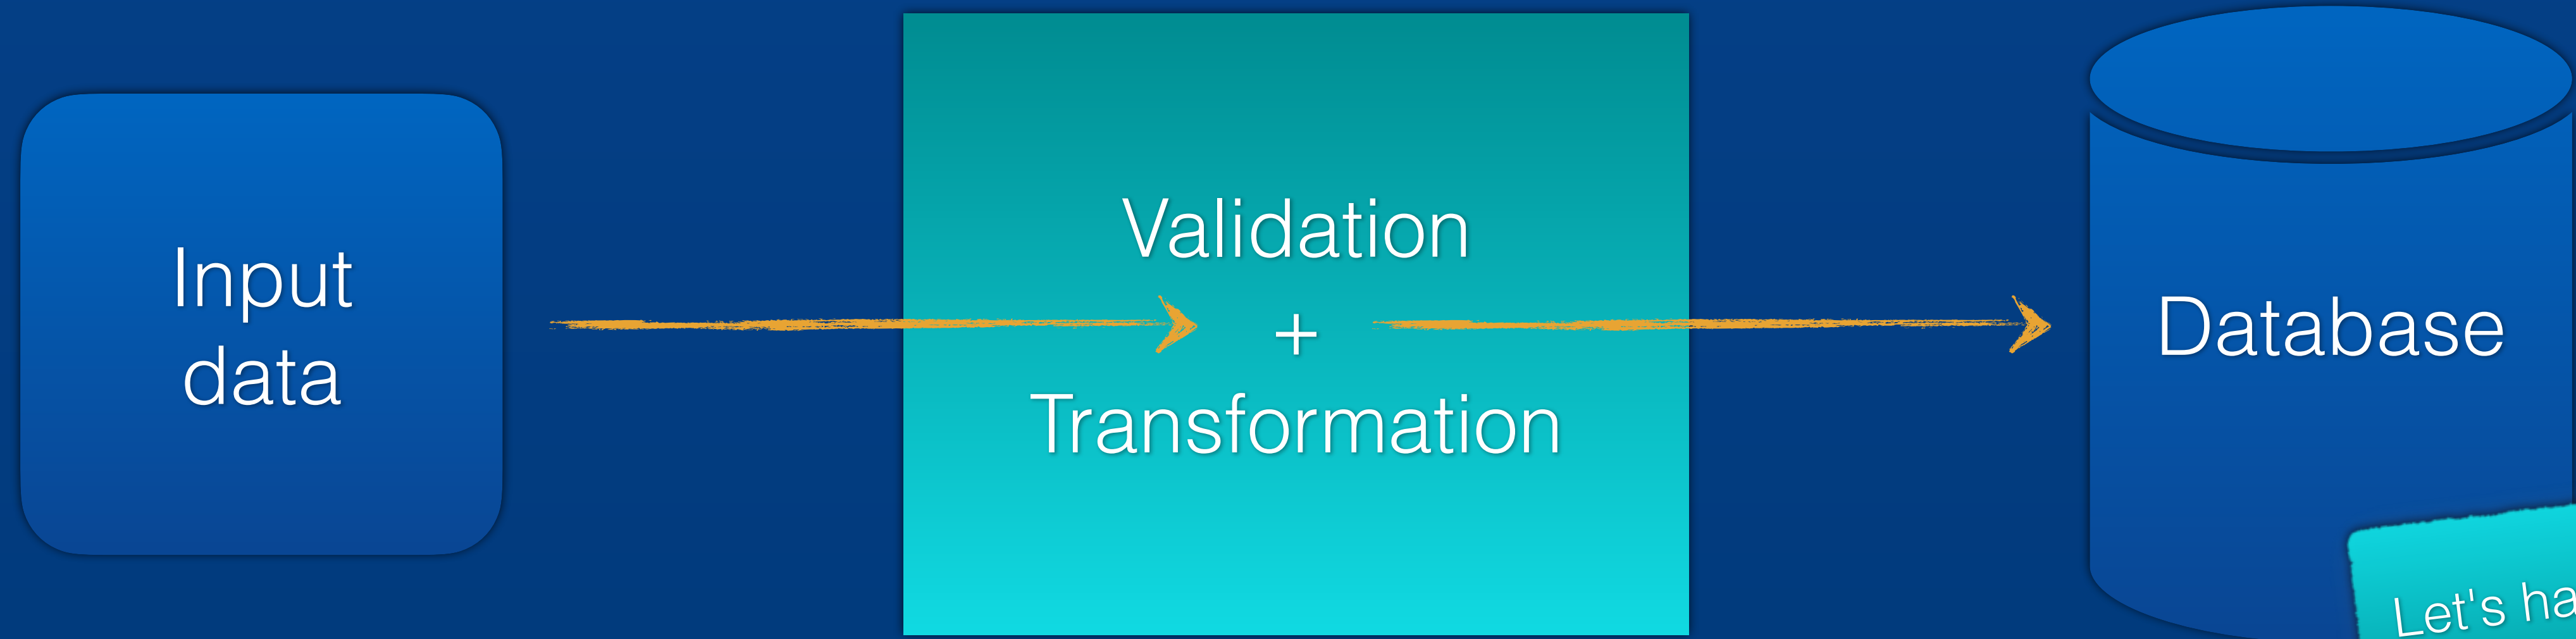 Input
data
Validation
+
Transformation
Database
Let's